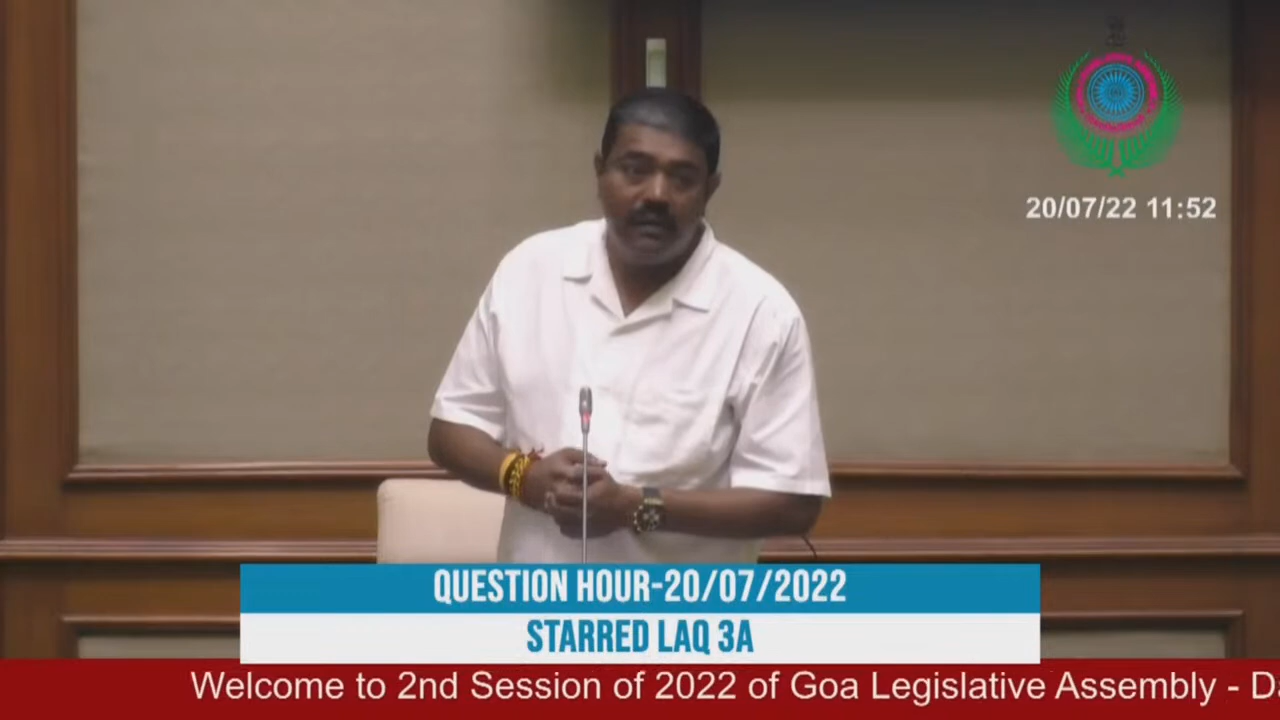 20/07/22 11:52
QUESTION HOUR-20/07/2022
STARRED LAQ 3A
Welcome to 2nd Session of 2022 of Goa Legislative Assembly - Da